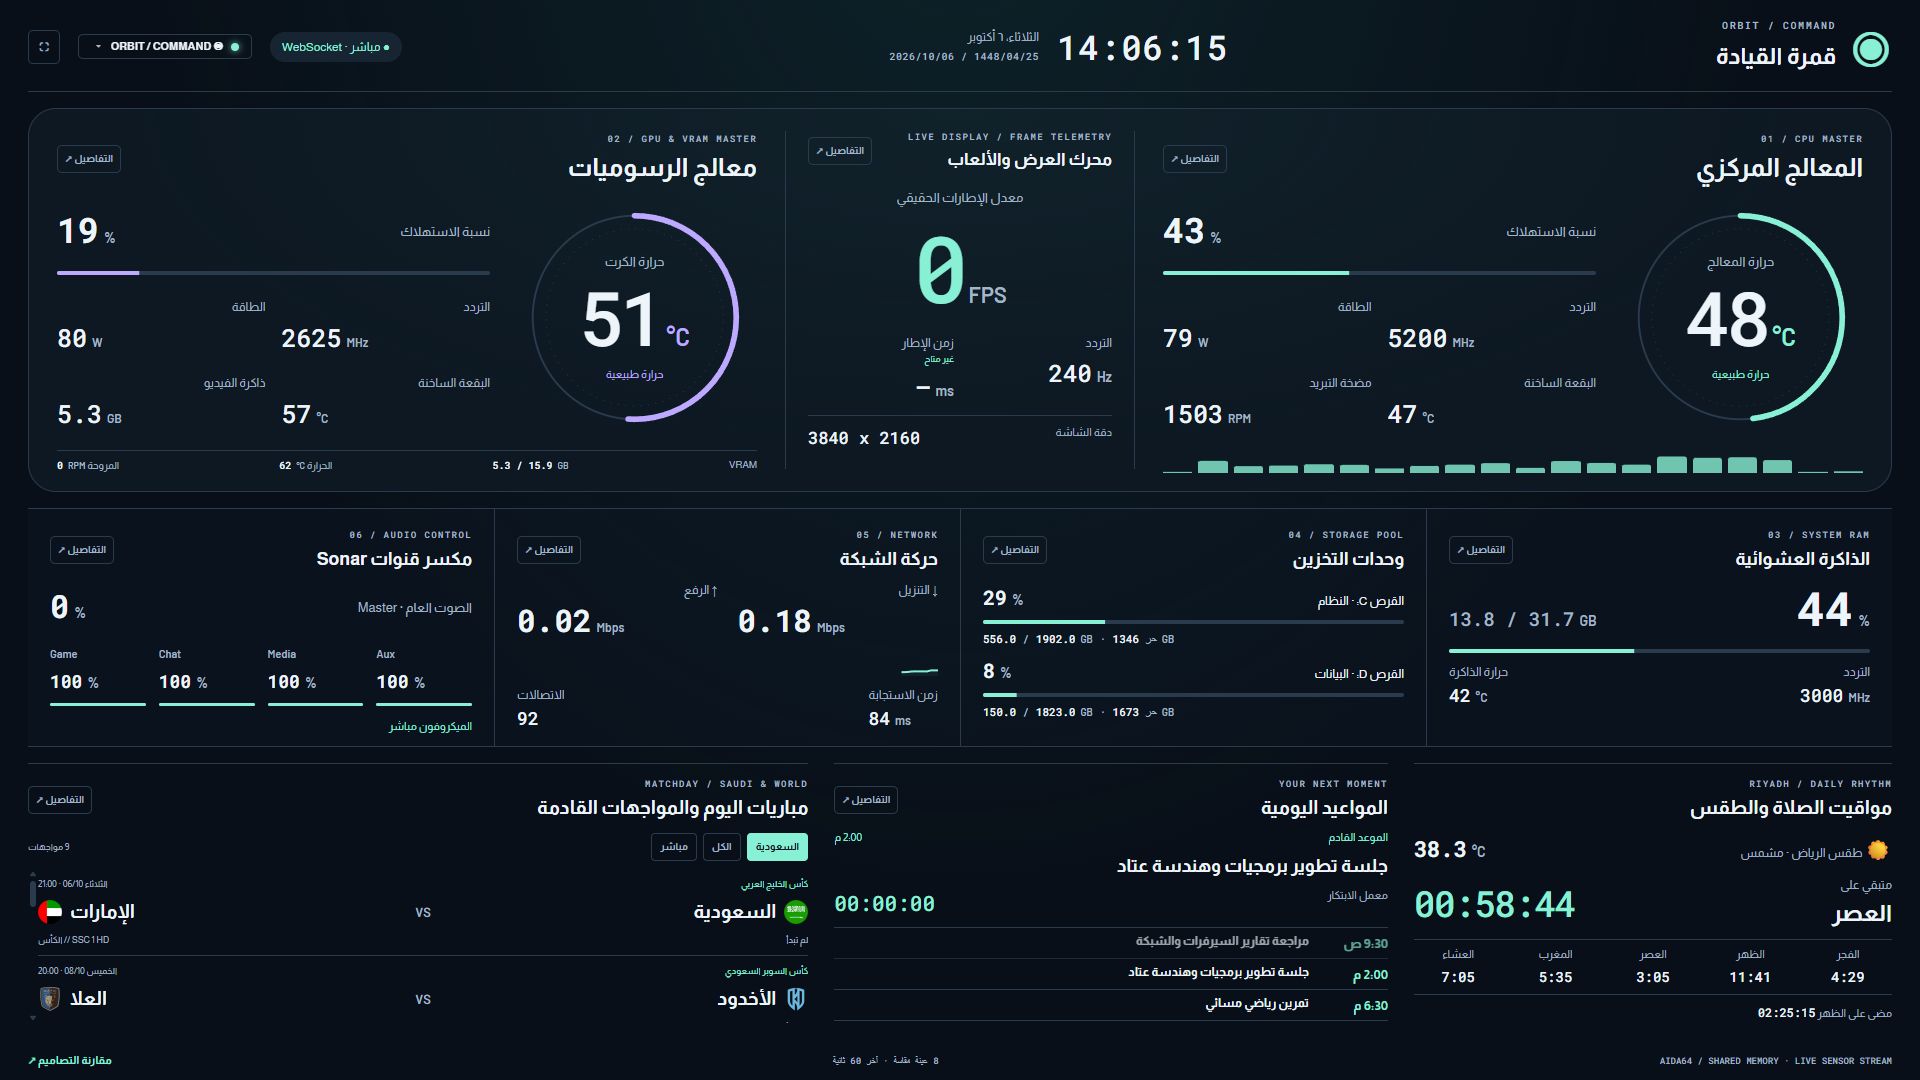 ORBIT / COMMAND
قمرة القيادة
14:06:15
الثلاثاء، ٦ أكتوبر
2026/10/06 / 1448/04/25
مباشر · WebSocket
ORBIT / COMMAND
01 / CPU MASTER
المعالج المركزي
التفاصيل ↗
حرارة المعالج
48 °C
حرارة طبيعية
نسبة الاستهلاك
43 %
التردد
5200 MHz
الطاقة
79 W
البقعة الساخنة
47 °C
مضخة التبريد
1503 RPM
LIVE DISPLAY / FRAME TELEMETRY
محرك العرض والألعاب
التفاصيل ↗
معدل الإطارات الحقيقي
0 FPS
التردد
240 Hz
زمن الإطار
غير متاح
— ms
دقة الشاشة
3840 x 2160
02 / GPU & VRAM MASTER
معالج الرسوميات
التفاصيل ↗
حرارة الكرت
51 °C
حرارة طبيعية
نسبة الاستهلاك
19 %
التردد
2625 MHz
الطاقة
80 W
البقعة الساخنة
57 °C
ذاكرة الفيديو
5.3 GB
VRAM
5.3 / 15.9 GB
الحرارة 62 °C
المروحة 0 RPM
03 / SYSTEM RAM
الذاكرة العشوائية
التفاصيل ↗
44 %
13.8 / 31.7 GB
التردد
3000 MHz
حرارة الذاكرة
42 °C
04 / STORAGE POOL
وحدات التخزين
التفاصيل ↗
القرص C: · النظام
29 %
556.0 / 1902.0 GB · 1346 حر GB
القرص D: · البيانات
8 %
150.0 / 1823.0 GB · 1673 حر GB
05 / NETWORK
حركة الشبكة
التفاصيل ↗
↓ التنزيل
0.18 Mbps
↑ الرفع
0.02 Mbps
زمن الاستجابة
84 ms
الاتصالات
92
06 / AUDIO CONTROL
مكسر قنوات Sonar
التفاصيل ↗
الصوت العام · Master
0 %
Game
100 %
Chat
100 %
Media
100 %
Aux
100 %
الميكروفون مباشر
RIYADH / DAILY RHYTHM
مواقيت الصلاة والطقس
طقس الرياض · مشمس
38.3 °C
متبقي على
العصر
00:58:44
الفجر
4:29
الظهر
11:41
العصر
3:05
المغرب
5:35
العشاء
7:05
مضى على الظهر 02:25:15
YOUR NEXT MOMENT
المواعيد اليومية
التفاصيل ↗
الموعد القادم
2:00 م
جلسة تطوير برمجيات وهندسة عتاد
معمل الابتكار
00:00:00
9:30 ص مراجعة تقارير السيرفرات والشبكة
2:00 م جلسة تطوير برمجيات وهندسة عتاد
6:30 م تمرين رياضي مسائي
MATCHDAY / SAUDI & WORLD
مباريات اليوم والمواجهات القادمة
التفاصيل ↗
السعودية
الكل
مباشر
9 مواجهات
كأس الخليج العربي
الثلاثاء 06/10 · 21:00
السعودية
VS
الإمارات
لم تبدأ
SSC 1 HD // الكأس
كأس السوبر السعودي
الخميس 08/10 · 20:00
الأخدود
VS
العلا
AIDA64 / SHARED MEMORY · LIVE SENSOR STREAM
8 عينة مقاسة · آخر 60 ثانية
مقارنة التصاميم ↗